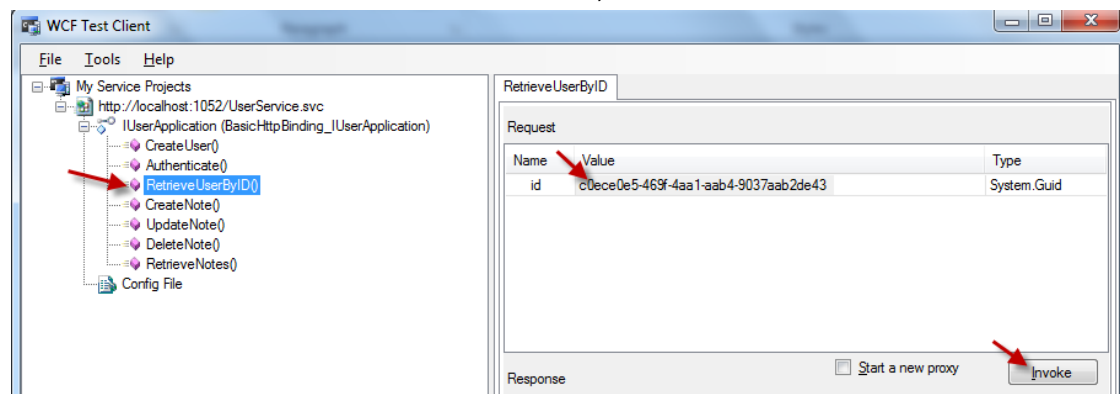 WCF Test Client
File Tools Help
My Service Projects
http://localhost:1052/UserService.svc
IUserApplication (BasicHttpBinding_IUserApplication)
CreateUser()
Authenticate()
RetrieveUserByID()
CreateNote()
UpdateNote()
DeleteNote()
RetrieveNotes()
Config File
RetrieveUserByID
Request
Name Value Type
id c0ece0e5-469f-4aa1-aab4-9037aab2de43 System.Guid
Response
Start a new proxy
Invoke